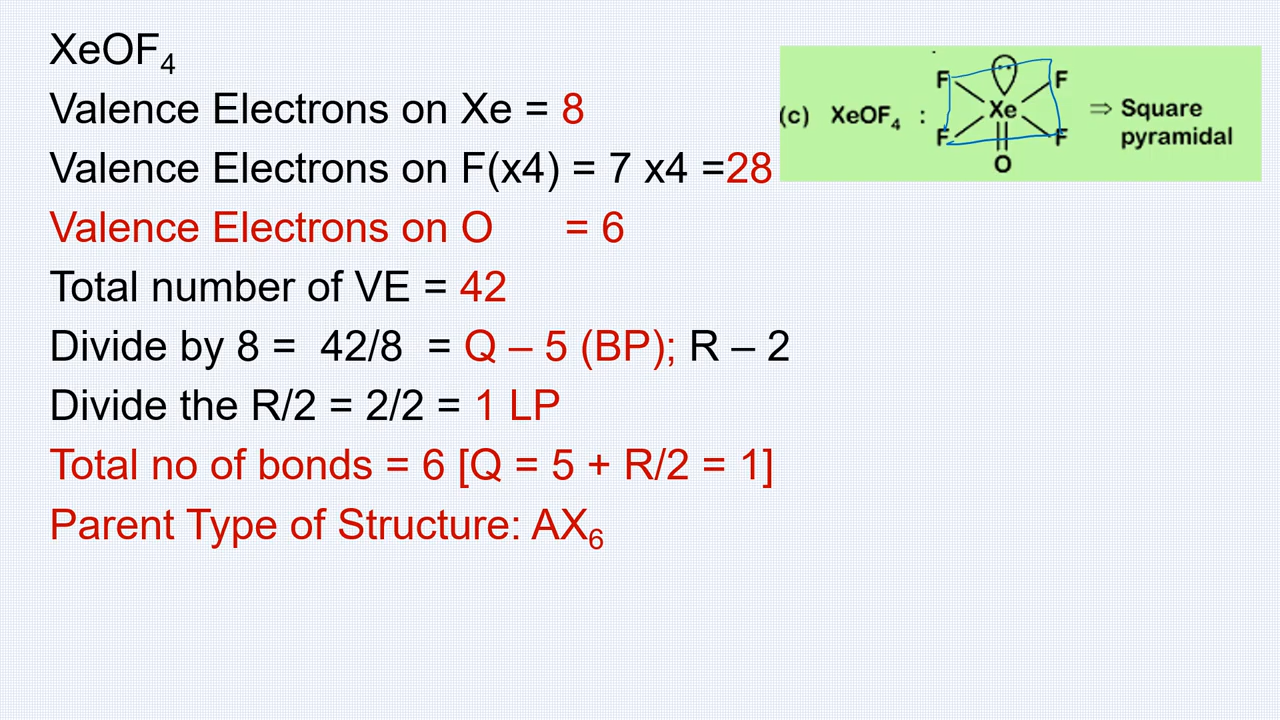 XeOF₄
Valence Electrons on Xe = 8
Valence Electrons on F(x4) = 7 x4 =28
Valence Electrons on O = 6
Total number of VE = 42
Divide by 8 = 42/8 = Q – 5 (BP); R – 2
Divide the R/2 = 2/2 = 1 LP
Total no of bonds = 6 [Q = 5 + R/2 = 1]
Parent Type of Structure: AX₆
F F
(c) XeOF₄ : Xe ⇒ Square
F F pyramidal
O